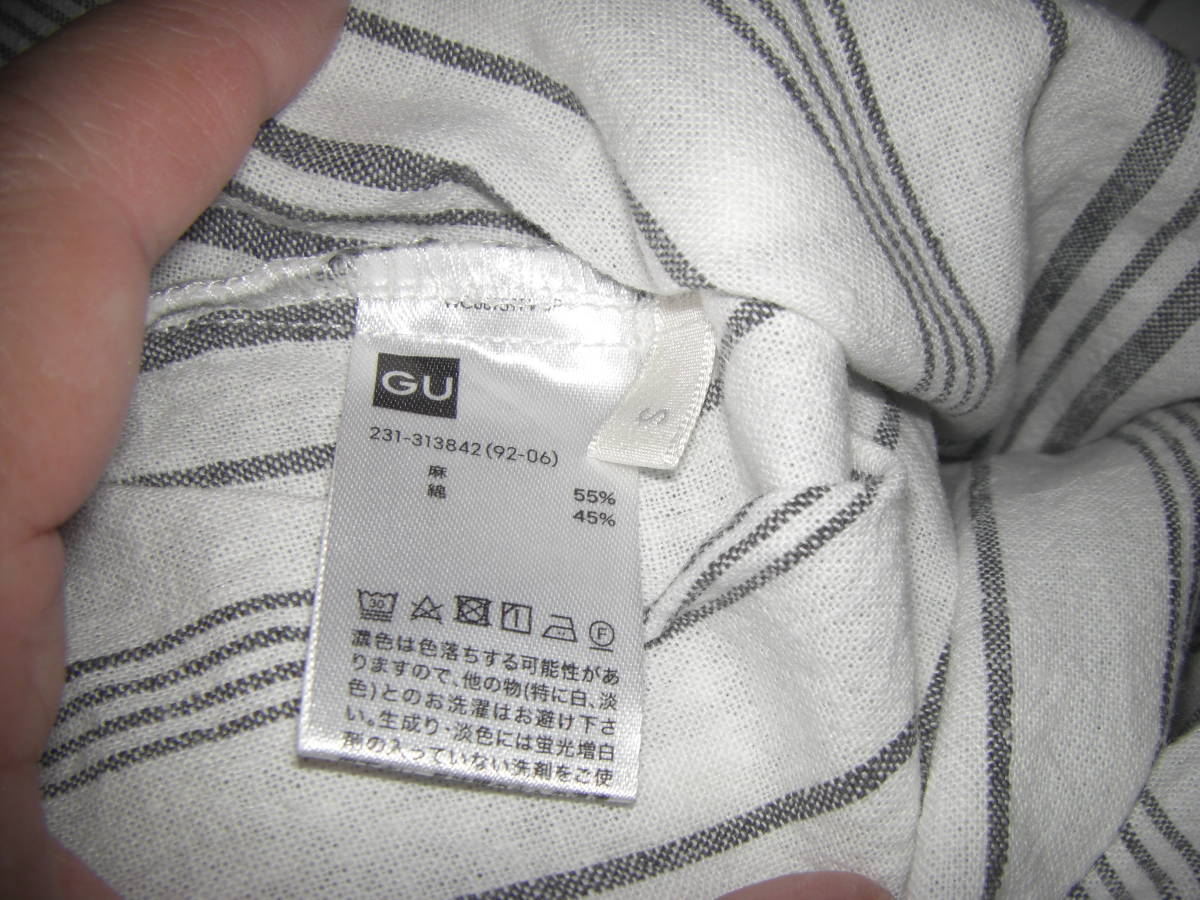 GU
S
231-313842(92-06)
麻 55%
綿 45%
30
F
濃色は色落ちする可能性があ
りますので、他の物(特に白、淡
色)とのお洗濯はお避け下さ
い。生成り・淡色には蛍光増白
剤の入っていない洗剤をご使